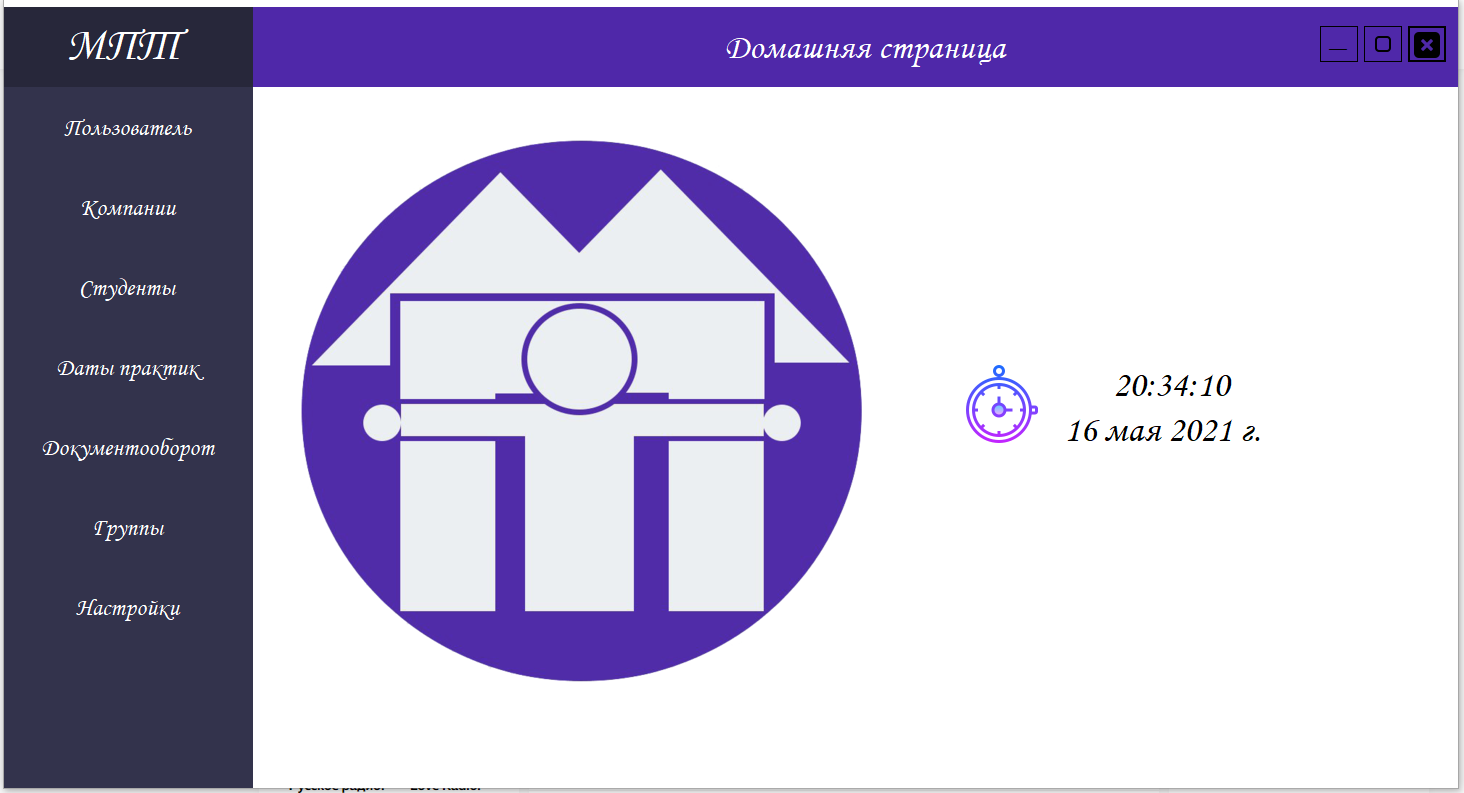 МПТ
Домашняя страница
Пользователь
Компании
Студенты
Даты практик
Документооборот
Группы
Настройки
20:34:10
16 мая 2021 г.